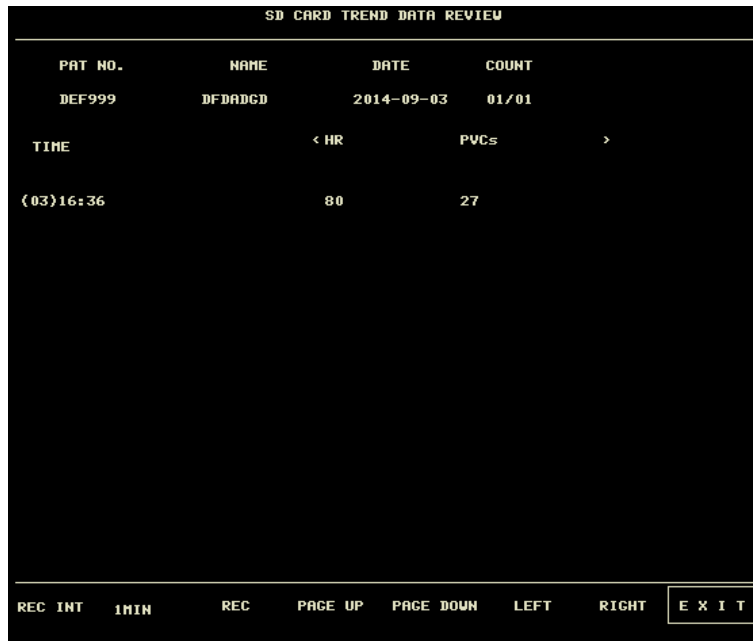 SD CARD TREND DATA REVIEW
PAT NO. NAME DATE COUNT
DEF999 DFDADGD 2014-09-03 01/01
TIME < HR PVCs >
(03)16:36 80 27
REC INT 1MIN REC PAGE UP PAGE DOWN LEFT RIGHT E X I T